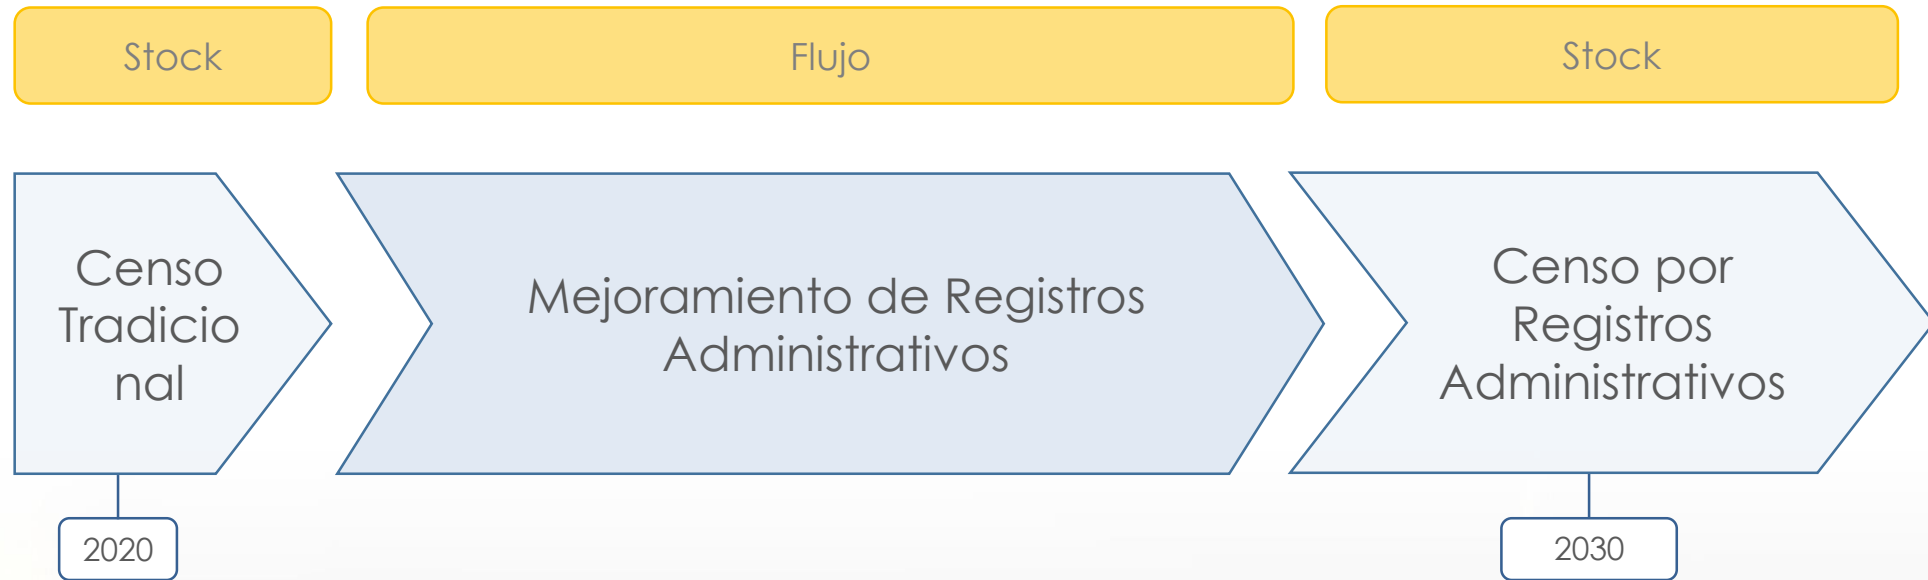 Stock
Flujo
Stock
Censo
Tradicio
nal
Mejoramiento de Registros
Administrativos
Censo por
Registros
Administrativos
2020
2030